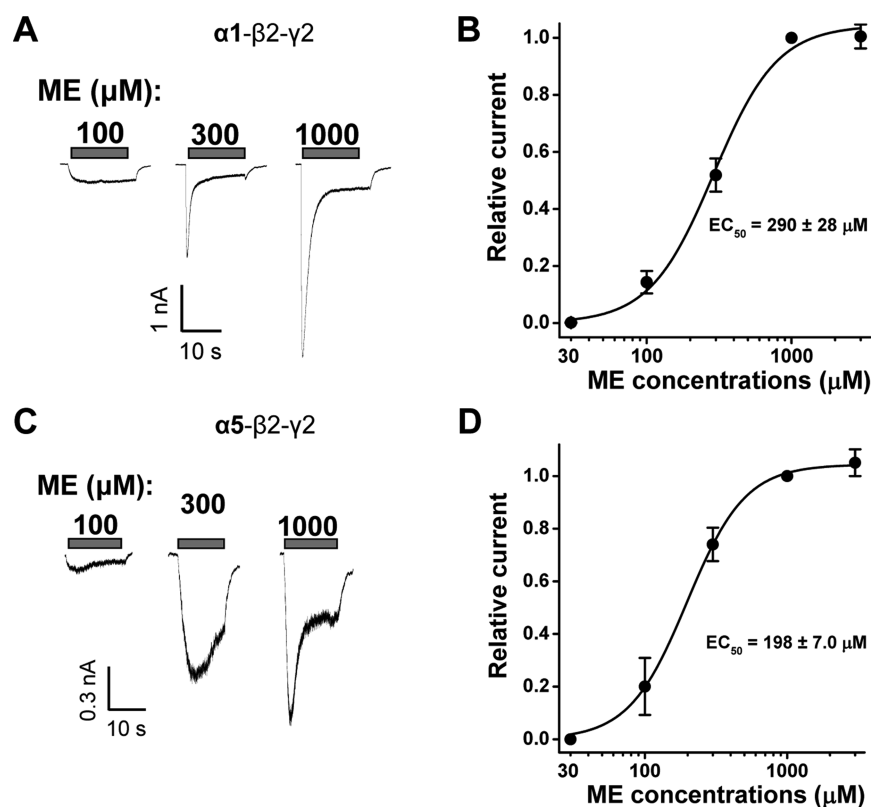 A
α1-β2-γ2
ME (μM):
100
300
1000
1 nA
10 s
B
Relative current
1.0
0.8
0.6
0.4
0.2
0.0
EC50 = 290 ± 28 μM
30
100
1000
ME concentrations (μM)
C
α5-β2-γ2
ME (μM):
100
300
1000
0.3 nA
10 s
D
Relative current
1.0
0.8
0.6
0.4
0.2
0.0
EC50 = 198 ± 7.0 μM
30
100
1000
ME concentrations (μM)